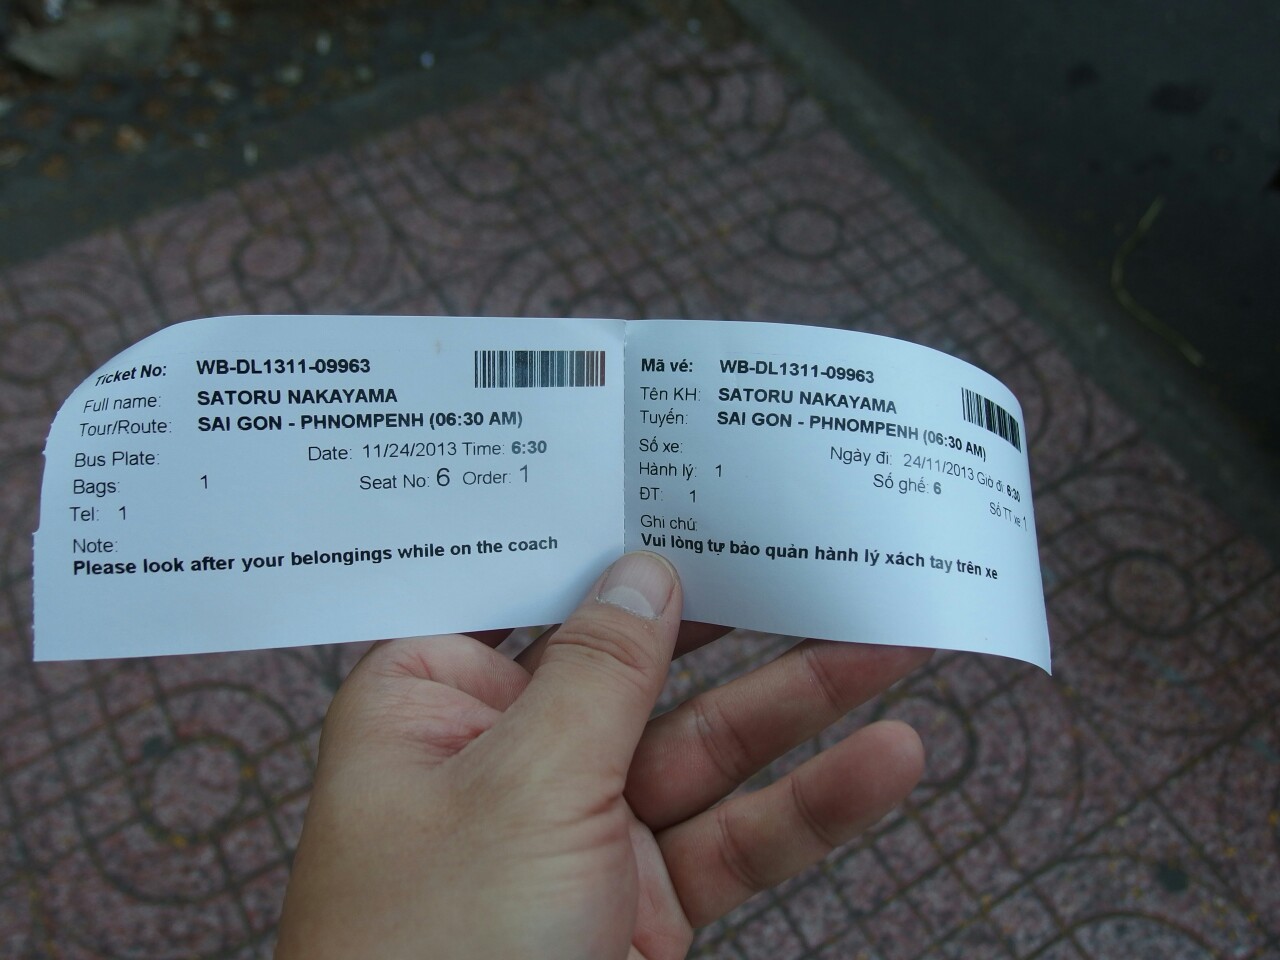 Ticket No: WB-DL1311-09963
Full name: SATORU NAKAYAMA
Tour/Route: SAI GON - PHNOMPENH (06:30 AM)
Bus Plate: Date: 11/24/2013 Time: 6:30
Bags: 1 Seat No: 6 Order: 1
Tel: 1
Note:
Please look after your belongings while on the coach
Mã vé: WB-DL1311-09963
Tên KH: SATORU NAKAYAMA
Tuyến: SAI GON - PHNOMPENH (06:30 AM)
Số xe: Ngày đi: 24/11/2013 Giờ đi: 6:30
Hành lý: 1 Số ghế: 6
ĐT: 1 Số TT xe 1
Ghi chú:
Vui lòng tự bảo quản hành lý xách tay trên xe